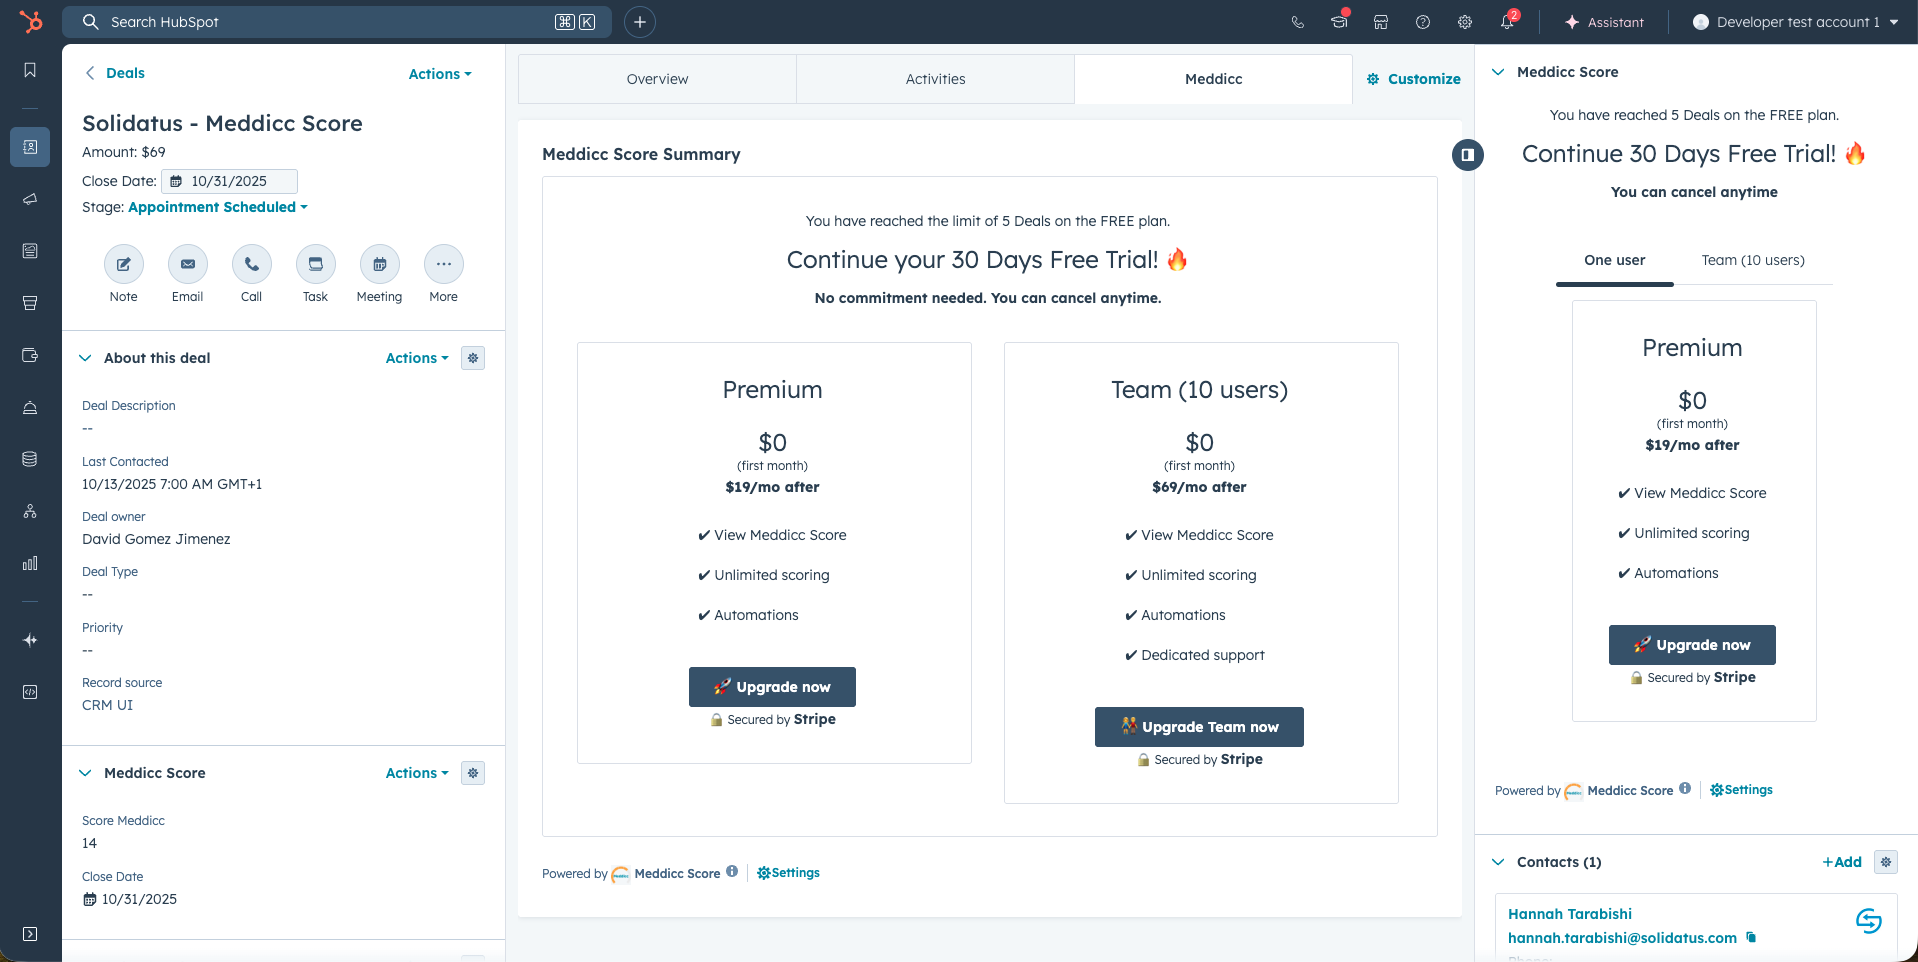 Search HubSpot
⌘ K
2
Assistant
Developer test account 1
Deals
Actions
Solidatus - Meddicc Score
Amount: $69
Close Date: 10/31/2025
Stage: Appointment Scheduled
Note
Email
Call
Task
Meeting
More
About this deal
Actions
Deal Description
--
Last Contacted
10/13/2025 7:00 AM GMT+1
Deal owner
David Gomez Jimenez
Deal Type
--
Priority
--
Record source
CRM UI
Meddicc Score
Actions
Score Meddicc
14
Close Date
10/31/2025
Overview
Activities
Meddicc
Customize
Meddicc Score Summary
You have reached the limit of 5 Deals on the FREE plan.
Continue your 30 Days Free Trial! 🔥
No commitment needed. You can cancel anytime.
Premium
$0
(first month)
$19/mo after
✔ View Meddicc Score
✔ Unlimited scoring
✔ Automations
🚀 Upgrade now
🔒 Secured by Stripe
Team (10 users)
$0
(first month)
$69/mo after
✔ View Meddicc Score
✔ Unlimited scoring
✔ Automations
✔ Dedicated support
👯 Upgrade Team now
🔒 Secured by Stripe
Powered by Meddicc Score
Settings
Meddicc Score
You have reached 5 Deals on the FREE plan.
Continue 30 Days Free Trial! 🔥
You can cancel anytime
One user
Team (10 users)
Premium
$0
(first month)
$19/mo after
✔ View Meddicc Score
✔ Unlimited scoring
✔ Automations
🚀 Upgrade now
🔒 Secured by Stripe
Powered by Meddicc Score
Settings
Contacts (1)
+Add
Hannah Tarabishi
hannah.tarabishi@solidatus.com